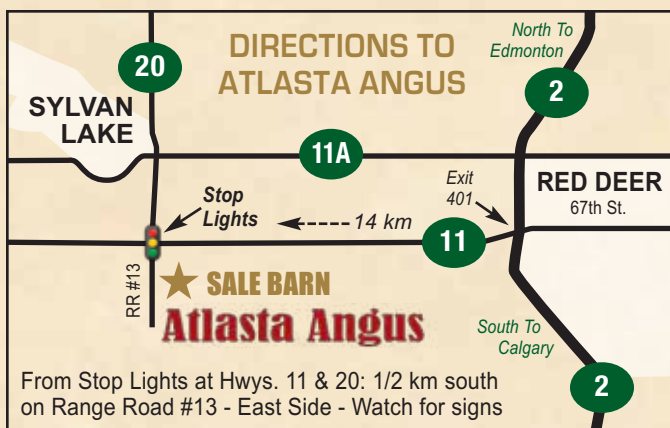 DIRECTIONS TO
ATLASTA ANGUS
North To
Edmonton
20
2
SYLVAN
LAKE
11A
Exit
401
RED DEER
67th St.
Stop
Lights
14 km
11
RR #13
SALE BARN
Atlasta Angus
South To
Calgary
2
From Stop Lights at Hwys. 11 & 20: 1/2 km south
on Range Road #13 - East Side - Watch for signs